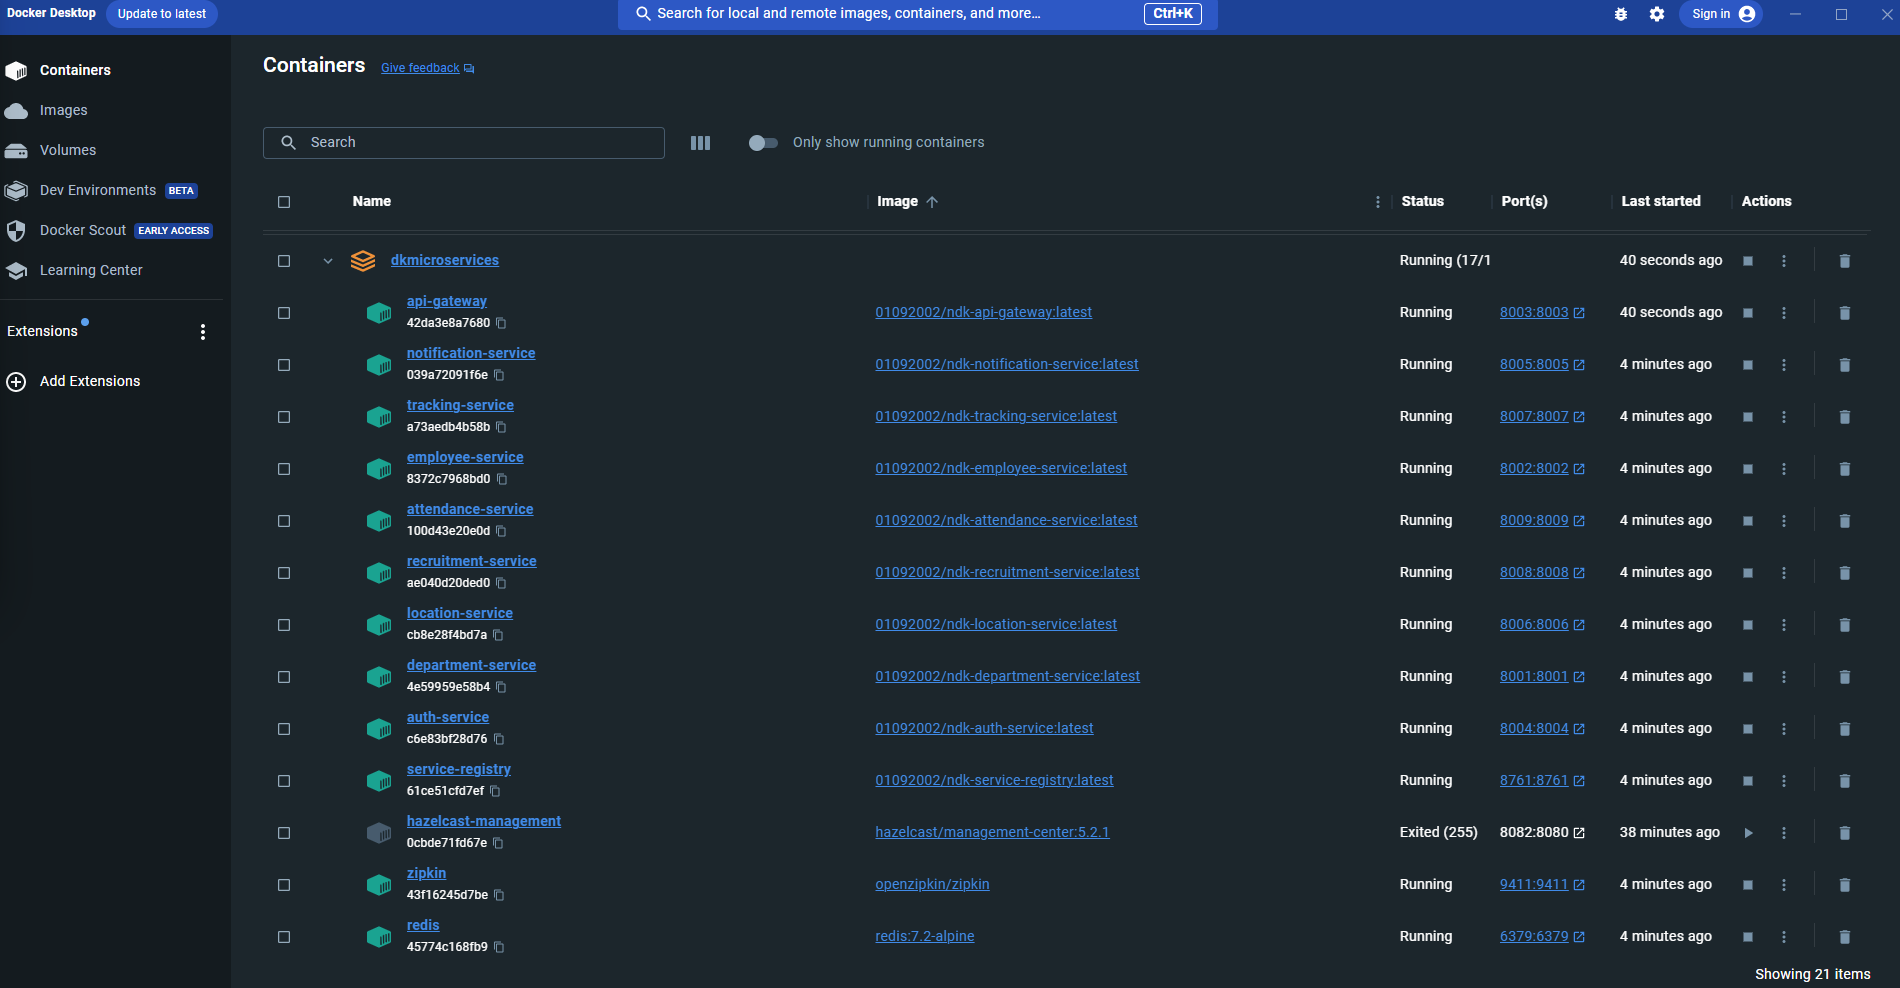 Docker Desktop Update to latest Search for local and remote images, containers, and more... Ctrl+K Sign in
Containers
Images
Volumes
Dev Environments BETA
Docker Scout EARLY ACCESS
Learning Center
Extensions
Add Extensions
Containers Give feedback
Search Only show running containers
Name Image Status Port(s) Last started Actions
dkmicroservices Running (17/1 40 seconds ago
api-gateway
42da3e8a7680 01092002/ndk-api-gateway:latest Running 8003:8003 40 seconds ago
notification-service
039a72091f6e 01092002/ndk-notification-service:latest Running 8005:8005 4 minutes ago
tracking-service
a73aedb4b58b 01092002/ndk-tracking-service:latest Running 8007:8007 4 minutes ago
employee-service
8372c7968bd0 01092002/ndk-employee-service:latest Running 8002:8002 4 minutes ago
attendance-service
100d43e20e0d 01092002/ndk-attendance-service:latest Running 8009:8009 4 minutes ago
recruitment-service
ae040d20ded0 01092002/ndk-recruitment-service:latest Running 8008:8008 4 minutes ago
location-service
cb8e28f4bd7a 01092002/ndk-location-service:latest Running 8006:8006 4 minutes ago
department-service
4e59959e58b4 01092002/ndk-department-service:latest Running 8001:8001 4 minutes ago
auth-service
c6e83bf28d76 01092002/ndk-auth-service:latest Running 8004:8004 4 minutes ago
service-registry
61ce51cfd7ef 01092002/ndk-service-registry:latest Running 8761:8761 4 minutes ago
hazelcast-management
0cbde71fd67e hazelcast/management-center:5.2.1 Exited (255) 8082:8080 38 minutes ago
zipkin
43f16245d7be openzipkin/zipkin Running 9411:9411 4 minutes ago
redis
45774c168fb9 redis:7.2-alpine Running 6379:6379 4 minutes ago
Showing 21 items